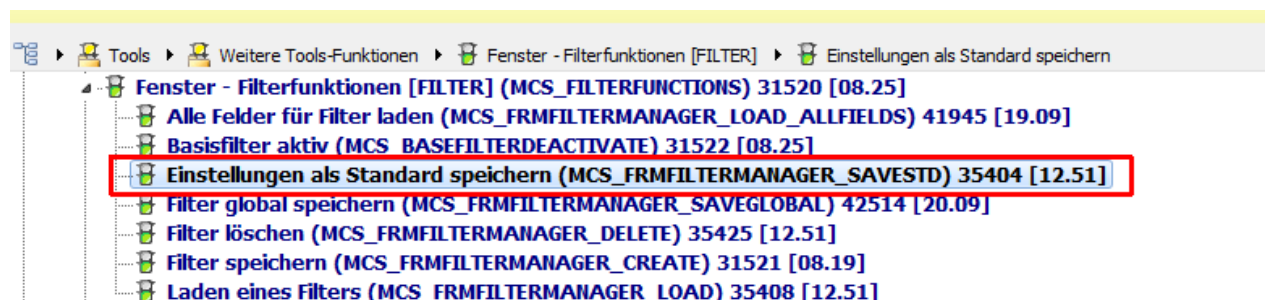 Tools Weitere Tools-Funktionen Fenster - Filterfunktionen [FILTER] Einstellungen als Standard speichern
Fenster - Filterfunktionen [FILTER] (MCS_FILTERFUNCTIONS) 31520 [08.25]
Alle Felder für Filter laden (MCS_FRMFILTERMANAGER_LOAD_ALLFIELDS) 41945 [19.09]
Basisfilter aktiv (MCS_BASEFILTERDEACTIVATE) 31522 [08.25]
Einstellungen als Standard speichern (MCS_FRMFILTERMANAGER_SAVESTD) 35404 [12.51]
Filter global speichern (MCS_FRMFILTERMANAGER_SAVEGLOBAL) 42514 [20.09]
Filter löschen (MCS_FRMFILTERMANAGER_DELETE) 35425 [12.51]
Filter speichern (MCS_FRMFILTERMANAGER_CREATE) 31521 [08.19]
Laden eines Filters (MCS_FRMFILTERMANAGER_LOAD) 35408 [12.51]